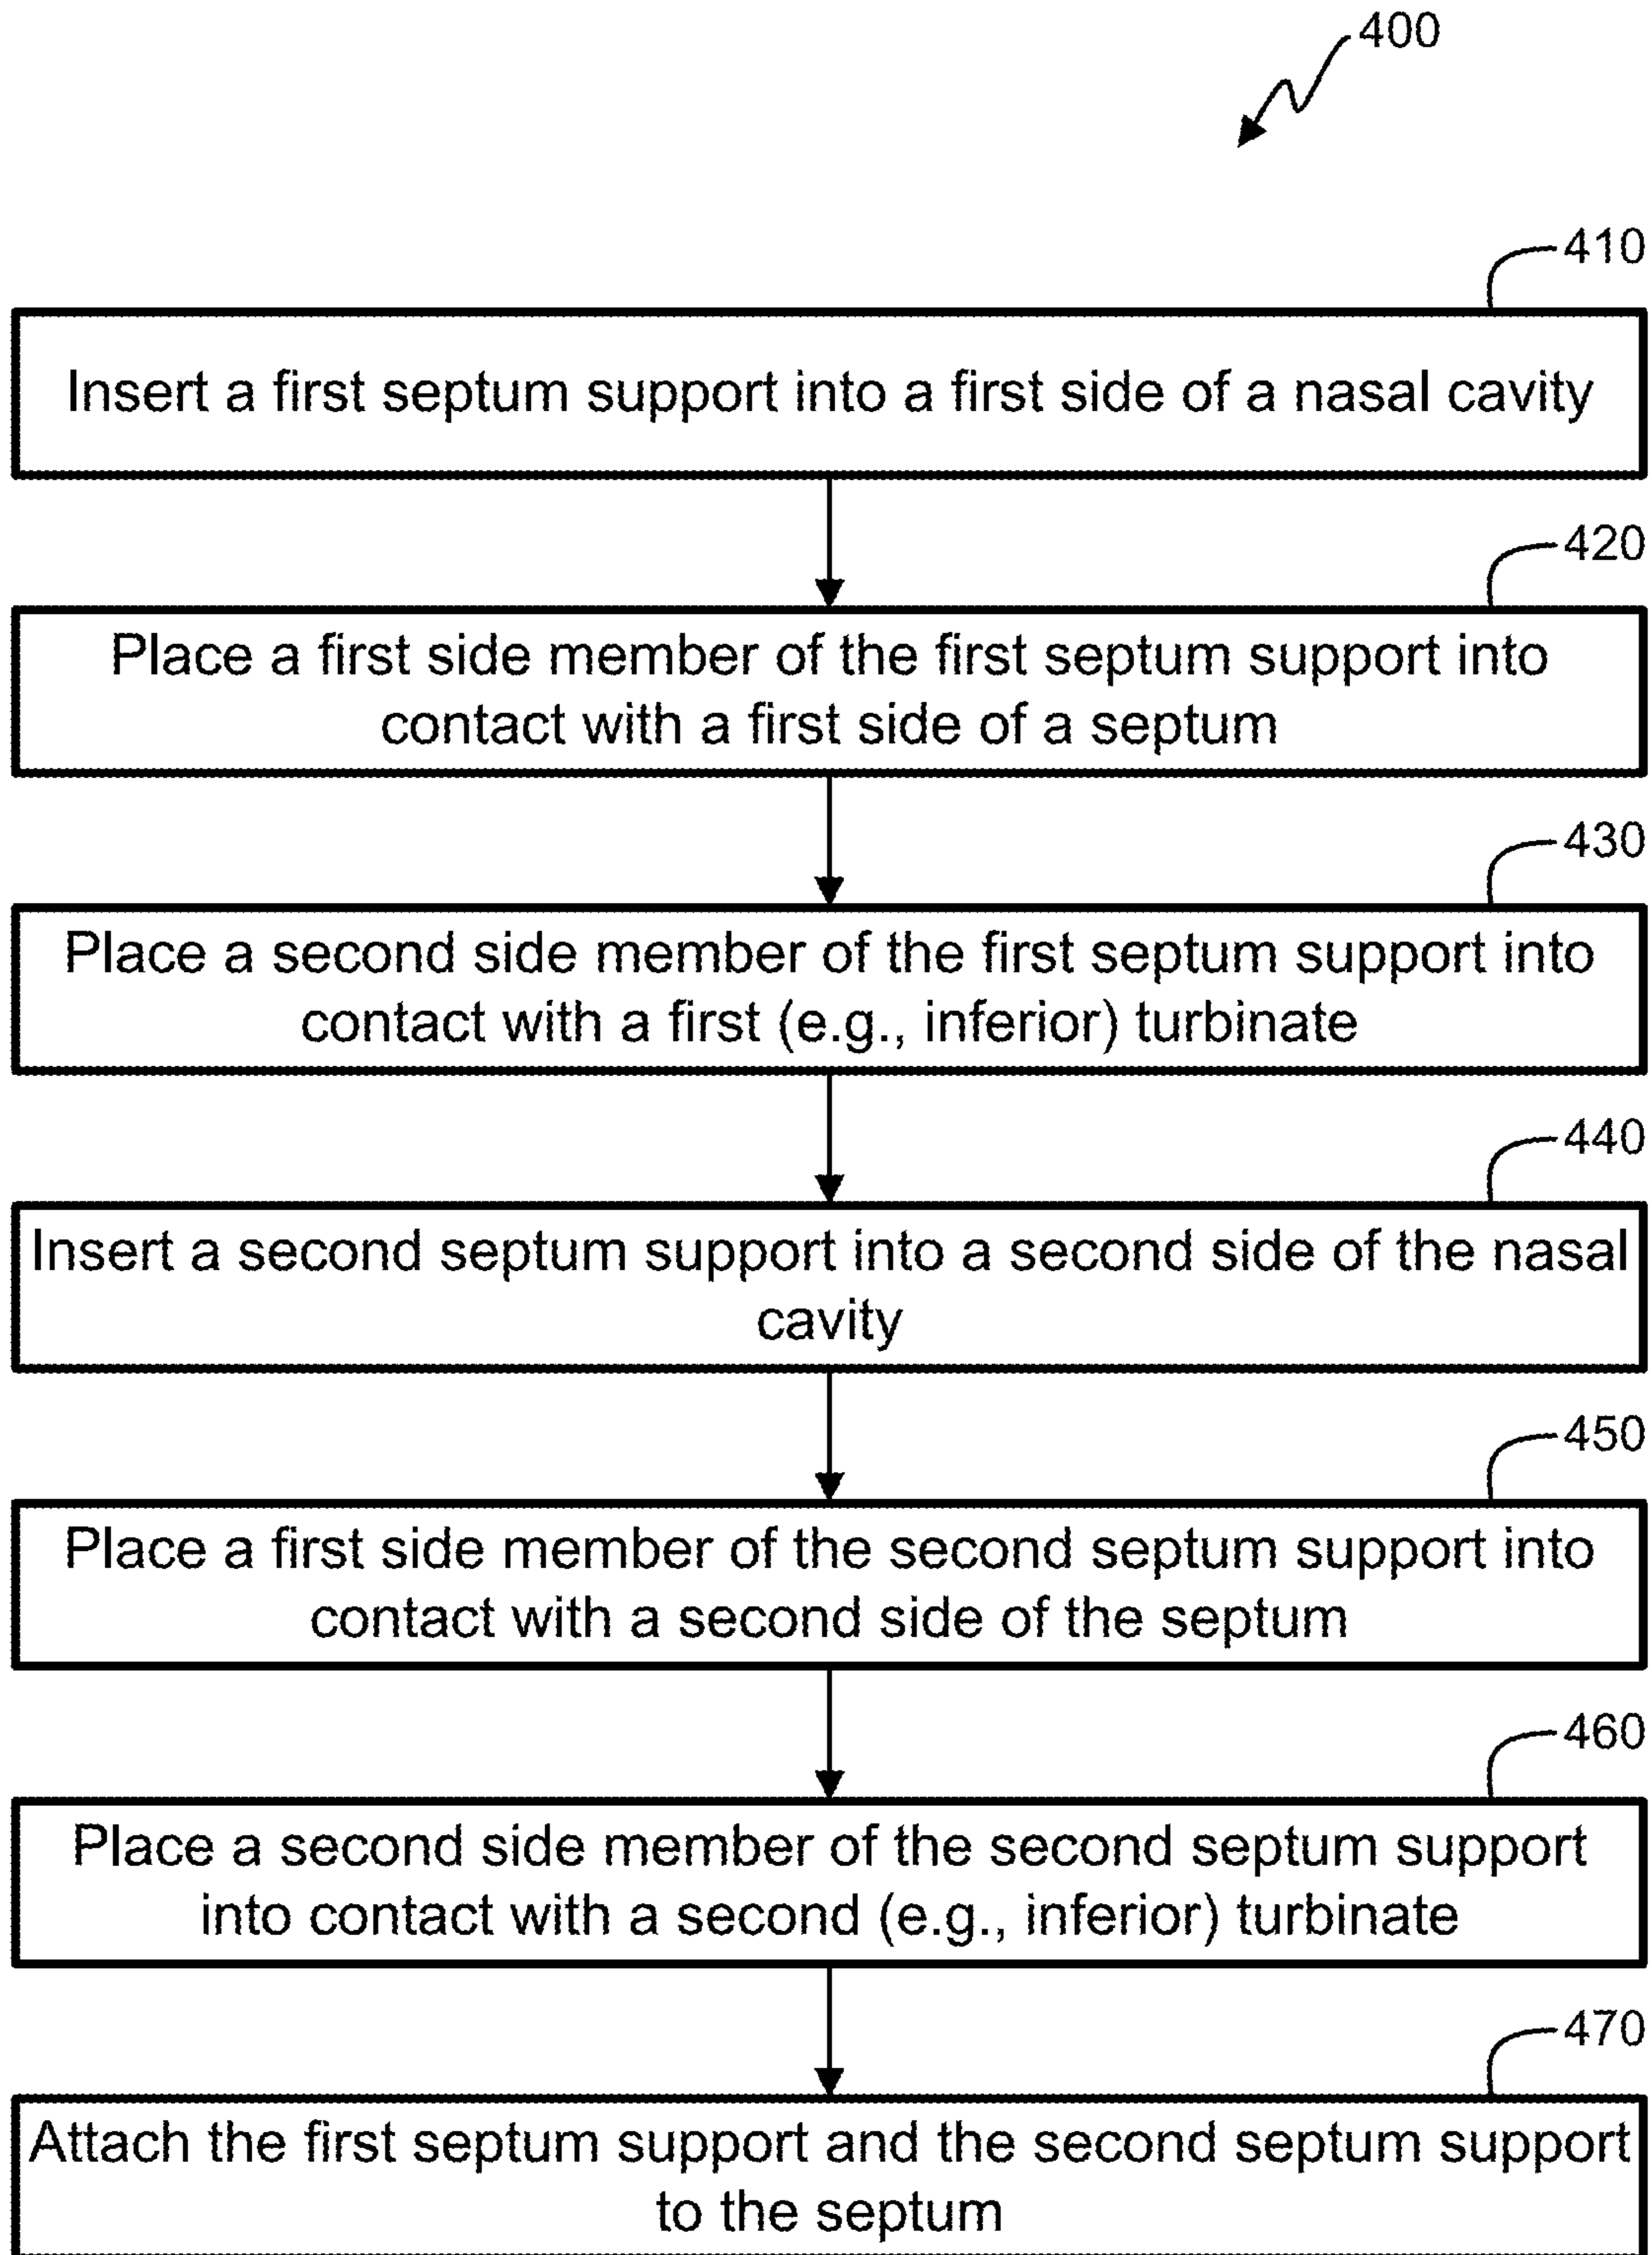 400
410
Insert a first septum support into a first side of a nasal cavity
420
Place a first side member of the first septum support into
contact with a first side of a septum
430
Place a second side member of the first septum support into
contact with a first (e.g., inferior) turbinate
440
Insert a second septum support into a second side of the nasal
cavity
450
Place a first side member of the second septum support into
contact with a second side of the septum
460
Place a second side member of the second septum support
into contact with a second (e.g., inferior) turbinate
470
Attach the first septum support and the second septum support
to the septum